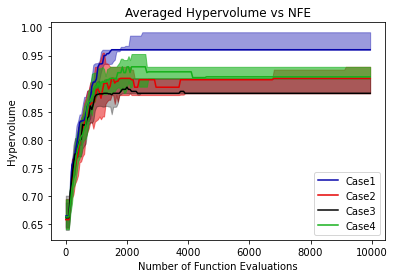 Averaged Hypervolume vs NFE
Hypervolume
1.00
0.95
0.90
0.85
0.80
0.75
0.70
0.65
Case1
Case2
Case3
Case4
0
2000
4000
6000
8000
10000
Number of Function Evaluations